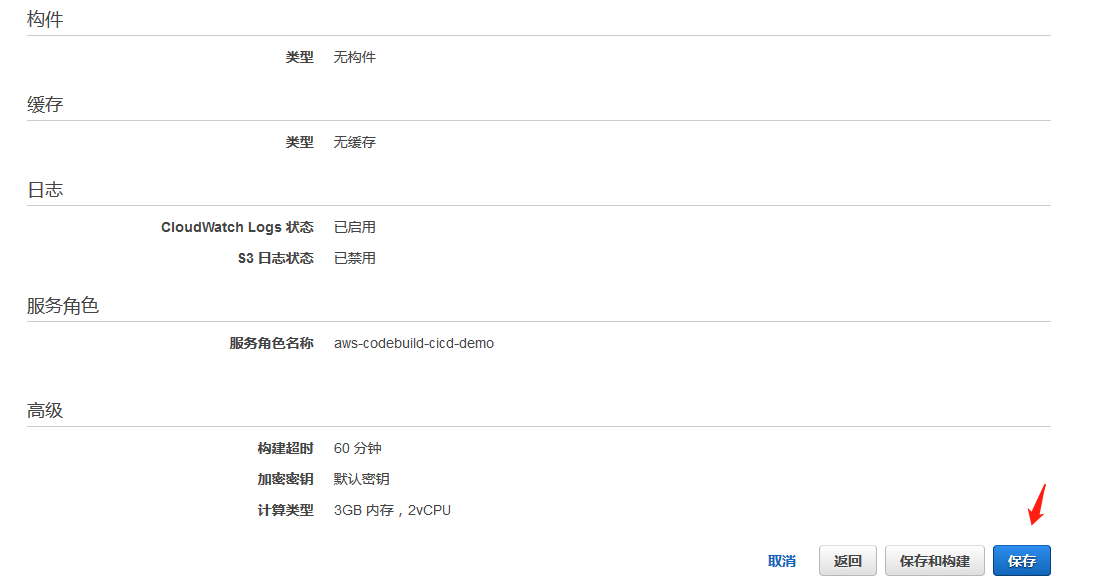 构件
类型 无构件
缓存
类型 无缓存
日志
CloudWatch Logs 状态 已启用
S3 日志状态 已禁用
服务角色
服务角色名称 aws-codebuild-cicd-demo
高级
构建超时 60 分钟
加密密钥 默认密钥
计算类型 3GB 内存，2vCPU
取消 返回 保存和构建 保存